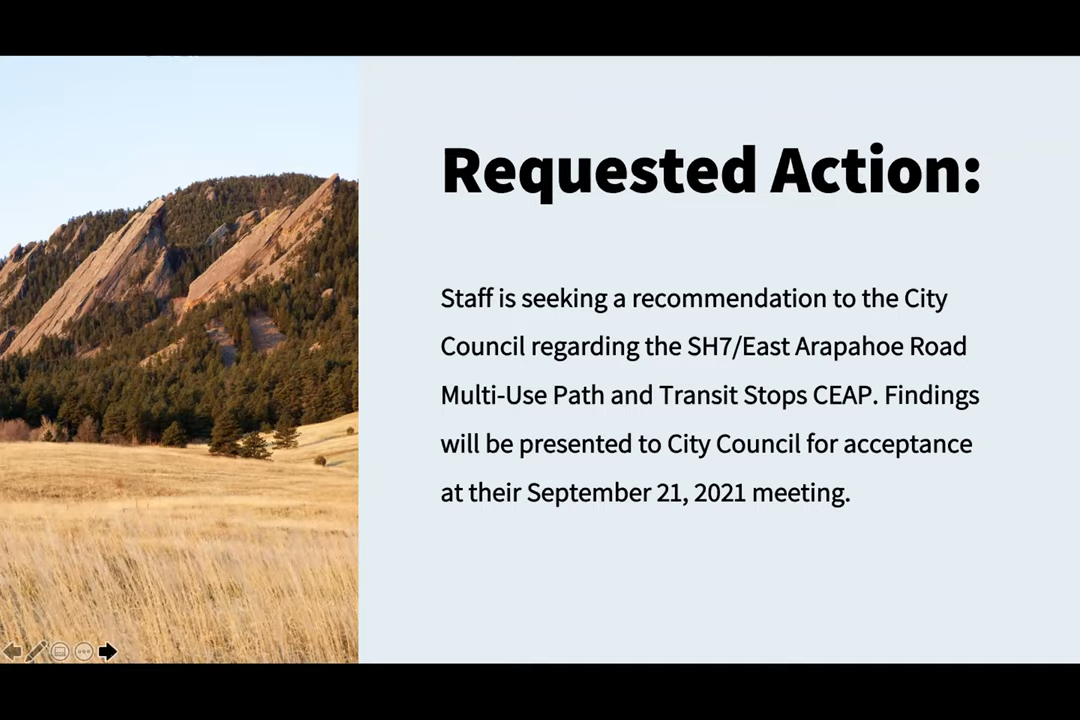 Requested Action:
Staff is seeking a recommendation to the City
Council regarding the SH7/East Arapahoe Road
Multi-Use Path and Transit Stops CEAP. Findings
will be presented to City Council for acceptance
at their September 21, 2021 meeting.